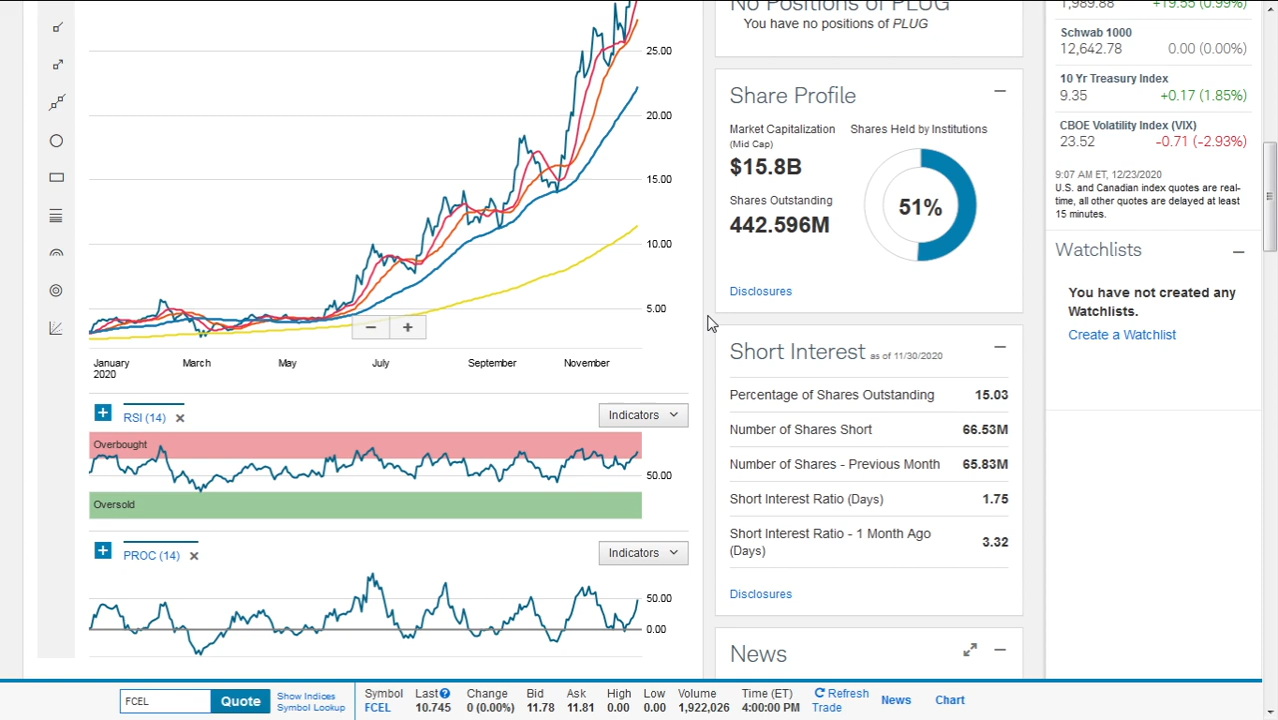 25.00
20.00
15.00
10.00
5.00
January
2020
March
May
July
September
November
RSI (14)
Indicators
Overbought
50.00
Oversold
PROC (14)
Indicators
50.00
0.00
No Positions of PLUG
You have no positions of PLUG
Share Profile
Market Capitalization
(Mid Cap)
$15.8B
Shares Outstanding
442.596M
Shares Held by Institutions
51%
Disclosures
Short Interest as of 11/30/2020
Percentage of Shares Outstanding 15.03
Number of Shares Short 66.53M
Number of Shares - Previous Month 65.83M
Short Interest Ratio (Days) 1.75
Short Interest Ratio - 1 Month Ago
(Days) 3.32
Disclosures
News
1,989.88 +19.55 (0.99%)
Schwab 1000
12,642.78 0.00 (0.00%)
10 Yr Treasury Index
9.35 +0.17 (1.85%)
CBOE Volatility Index (VIX)
23.52 -0.71 (-2.93%)
9:07 AM ET, 12/23/2020
U.S. and Canadian index quotes are real-
time, all other quotes are delayed at least
15 minutes.
Watchlists
You have not created any
Watchlists.
Create a Watchlist
FCEL Quote
Show Indices
Symbol Lookup
Symbol Last Change Bid Ask High Low Volume Time (ET) Refresh
FCEL 10.745 0 (0.00%) 11.78 11.81 0.00 0.00 1,922,026 4:00:00 PM Trade
News Chart